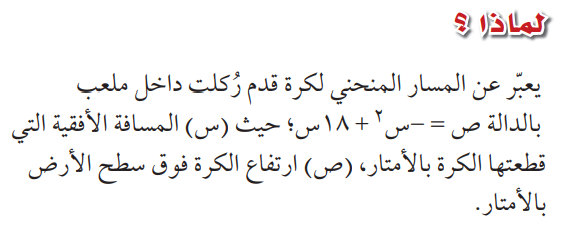 لماذا ؟
يعبّر عن المسار المنحني لكرة قدم رُكلت داخل ملعب
بالدالة ص = –س٢ + ١٨س؛ حيث (س) المسافة الأفقية التي
قطعتها الكرة بالأمتار، (ص) ارتفاع الكرة فوق سطح الأرض
بالأمتار.